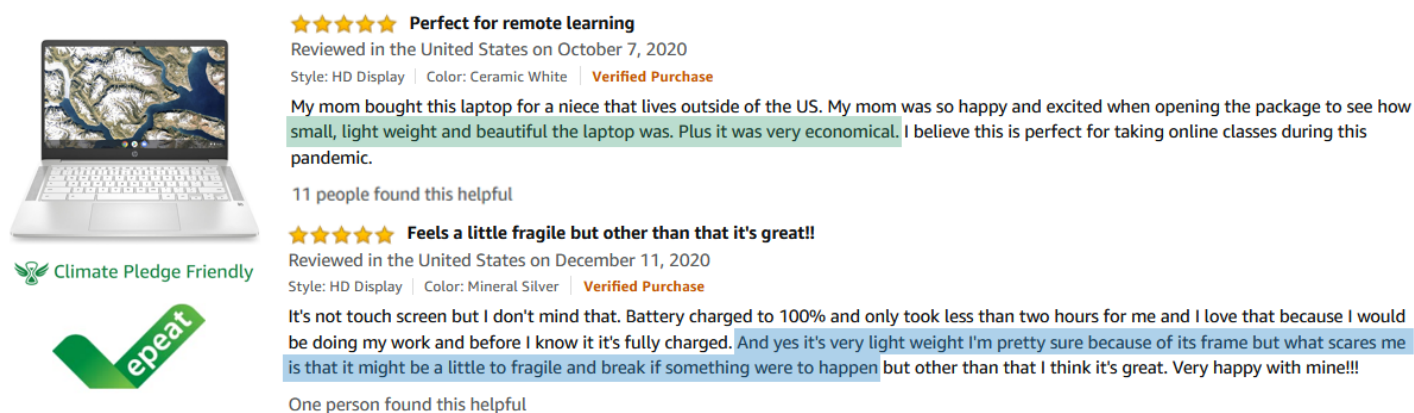 Perfect for remote learning
Reviewed in the United States on October 7, 2020
Style: HD Display | Color: Ceramic White | Verified Purchase
My mom bought this laptop for a niece that lives outside of the US. My mom was so happy and excited when opening the package to see how
small, light weight and beautiful the laptop was. Plus it was very economical. I believe this is perfect for taking online classes during this
pandemic.
11 people found this helpful
Climate Pledge Friendly
epeat
Feels a little fragile but other than that it's great!!
Reviewed in the United States on December 11, 2020
Style: HD Display | Color: Mineral Silver | Verified Purchase
It's not touch screen but I don't mind that. Battery charged to 100% and only took less than two hours for me and I love that because I would
be doing my work and before I know it it's fully charged. And yes it's very light weight I'm pretty sure because of its frame but what scares me
is that it might be a little to fragile and break if something were to happen but other than that I think it's great. Very happy with mine!!!
One person found this helpful